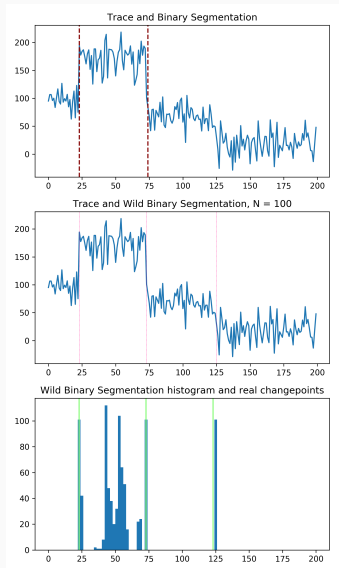 Trace and Binary Segmentation
200
150
100
50
0
0 25 50 75 100 125 150 175 200
Trace and Wild Binary Segmentation, N = 100
200
150
100
50
0
0 25 50 75 100 125 150 175 200
Wild Binary Segmentation histogram and real changepoints
100
80
60
40
20
0
0 25 50 75 100 125 150 175 200